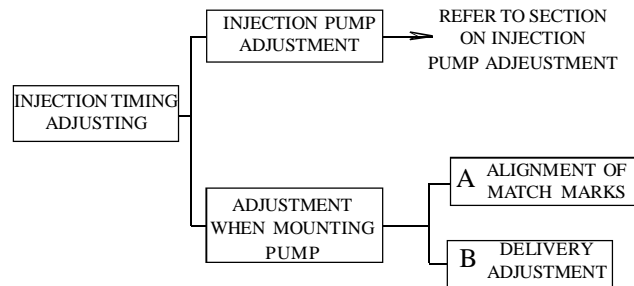 INJECTION TIMING
ADJUSTING
INJECTION PUMP
ADJUSTMENT
REFER TO SECTION
ON INJECTION
PUMP ADJEUSTMENT
ADJUSTMENT
WHEN MOUNTING
PUMP
A ALIGNMENT OF
MATCH MARKS
B DELIVERY
ADJUSTMENT